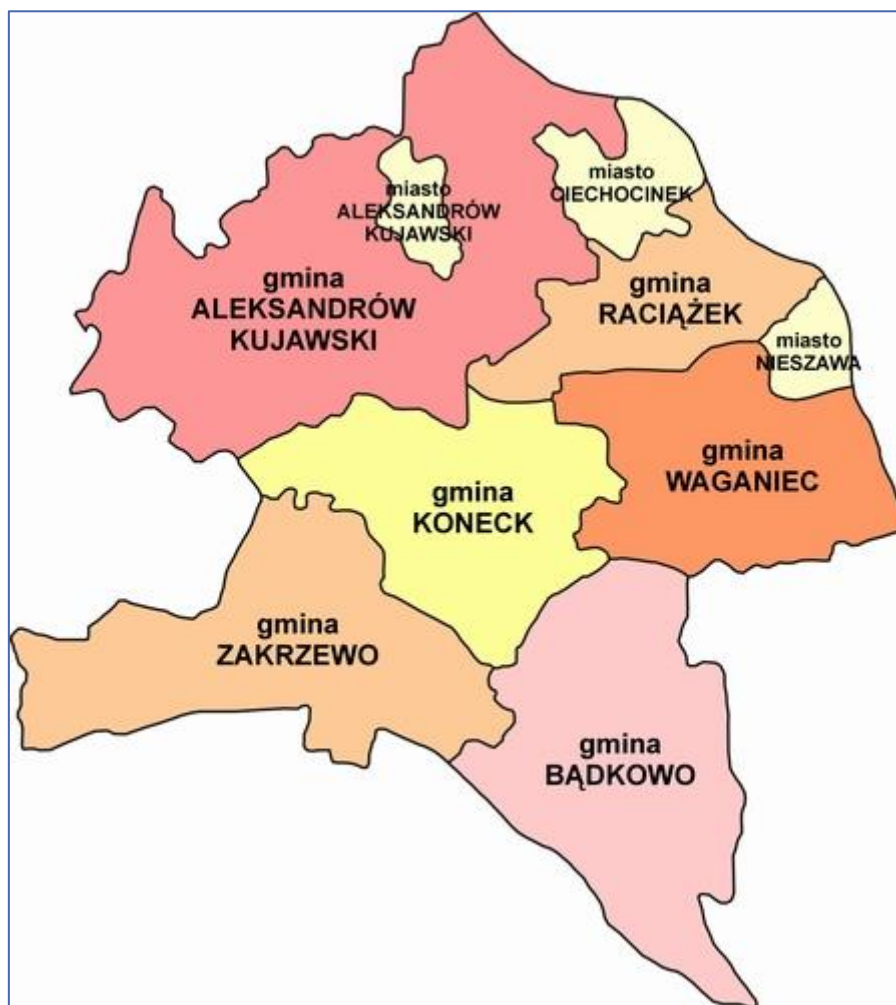 miasto
CIECHOCINEK
miasto
ALEKSANDRÓW
KUJAWSKI
gmina
ALEKSANDRÓW
KUJAWSKI
gmina
RACIĄŻEK
miasto
NIESZAWA
gmina
WAGANIEC
gmina
KONECK
gmina
ZAKRZEWO
gmina
BĄDKOWO